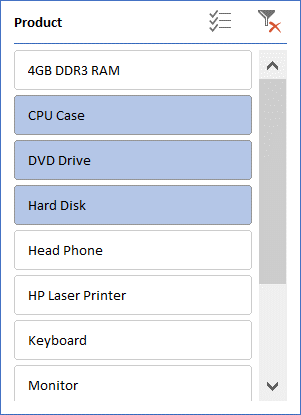 Product
4GB DDR3 RAM
CPU Case
DVD Drive
Hard Disk
Head Phone
HP Laser Printer
Keyboard
Monitor